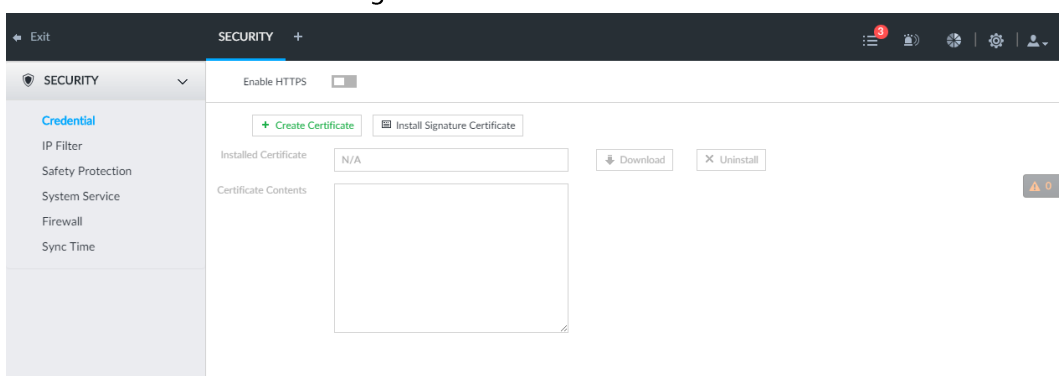 Exit
SECURITY +
3
SECURITY
Enable HTTPS
Credential
IP Filter
Safety Protection
System Service
Firewall
Sync Time
+ Create Certificate
Install Signature Certificate
Installed Certificate
N/A
Download
Uninstall
Certificate Contents
0